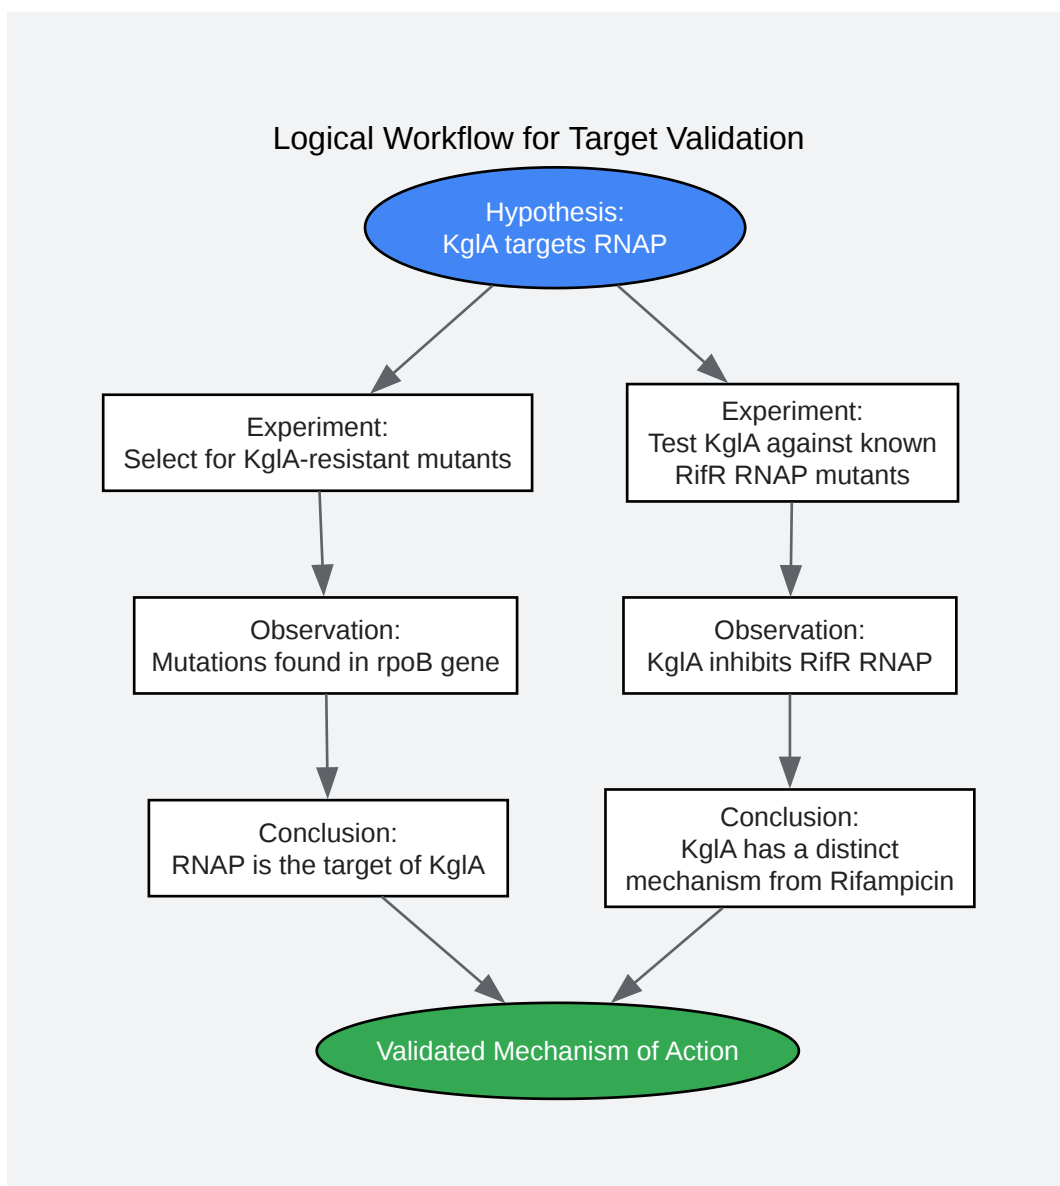 Logical Workflow for Target Validation
Hypothesis:
KglA targets RNAP
Experiment:
Select for KglA-resistant mutants
Experiment:
Test KglA against known
RifR RNAP mutants
Observation:
Mutations found in rpoB gene
Observation:
KglA inhibits RifR RNAP
Conclusion:
RNAP is the target of KglA
Conclusion:
KglA has a distinct
mechanism from Rifampicin
Validated Mechanism of Action